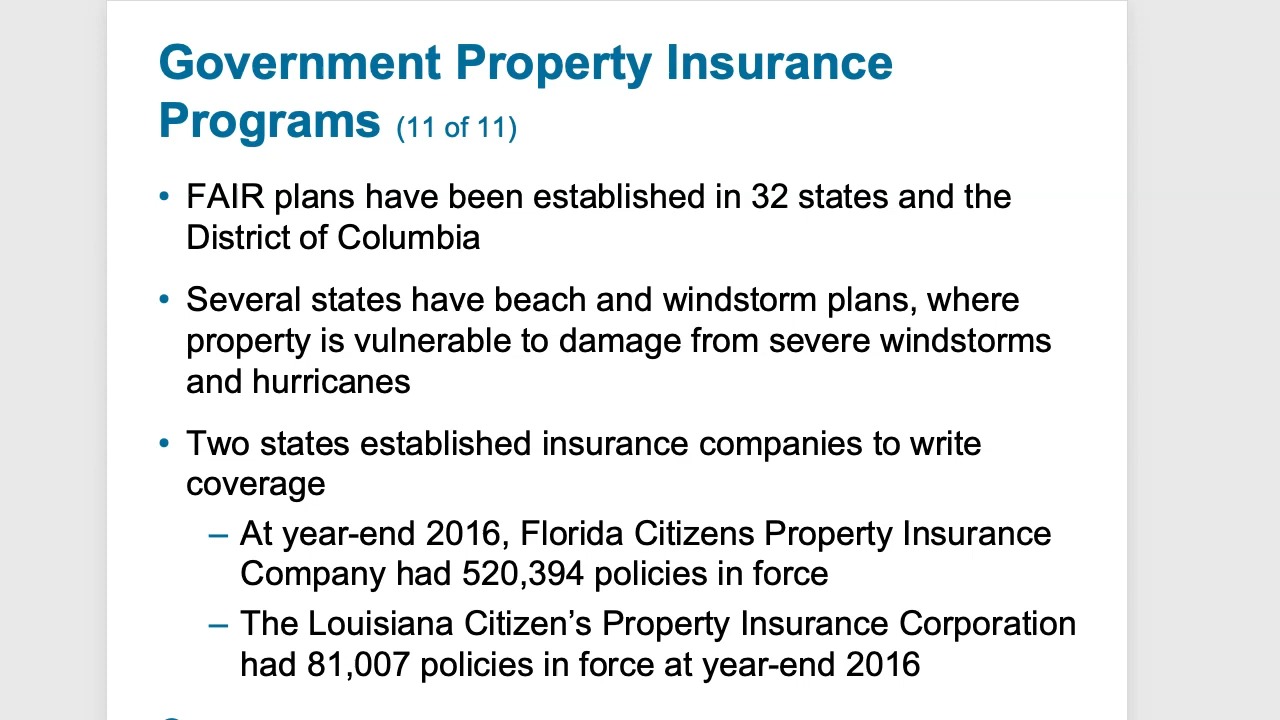 Government Property Insurance
Programs (11 of 11)
• FAIR plans have been established in 32 states and the
District of Columbia
• Several states have beach and windstorm plans, where
property is vulnerable to damage from severe windstorms
and hurricanes
• Two states established insurance companies to write
coverage
– At year-end 2016, Florida Citizens Property Insurance
Company had 520,394 policies in force
– The Louisiana Citizen’s Property Insurance Corporation
had 81,007 policies in force at year-end 2016